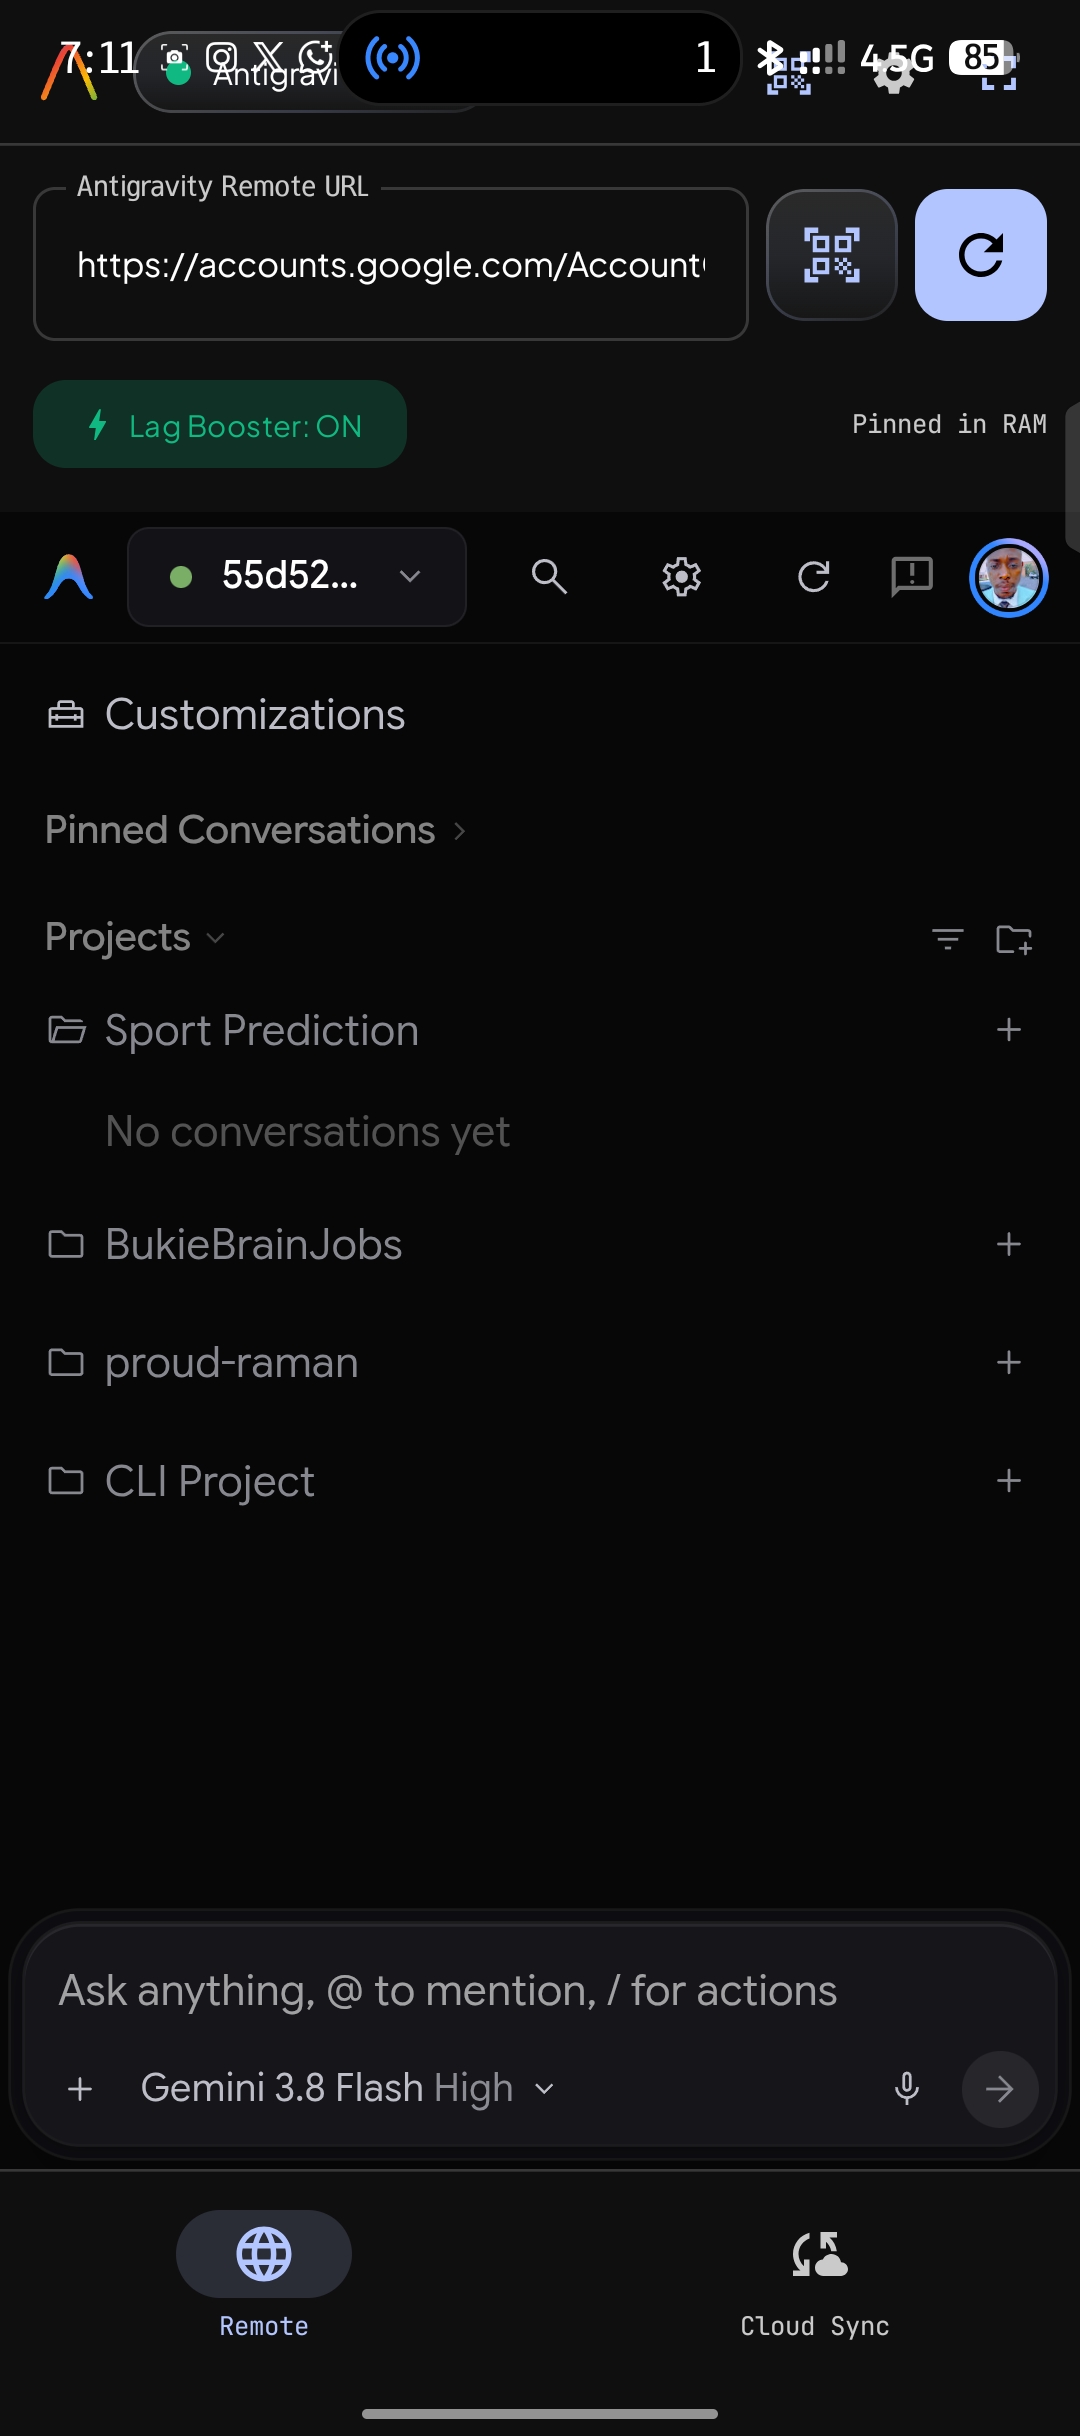 7:11
Antigravi
1
4.5G
85
Antigravity Remote URL
https://accounts.google.com/Account
Lag Booster: ON
Pinned in RAM
55d52...
Customizations
Pinned Conversations
Projects
Sport Prediction
No conversations yet
BukieBrainJobs
proud-raman
CLI Project
Ask anything, @ to mention, / for actions
Gemini 3.8 Flash High
Remote
Cloud Sync